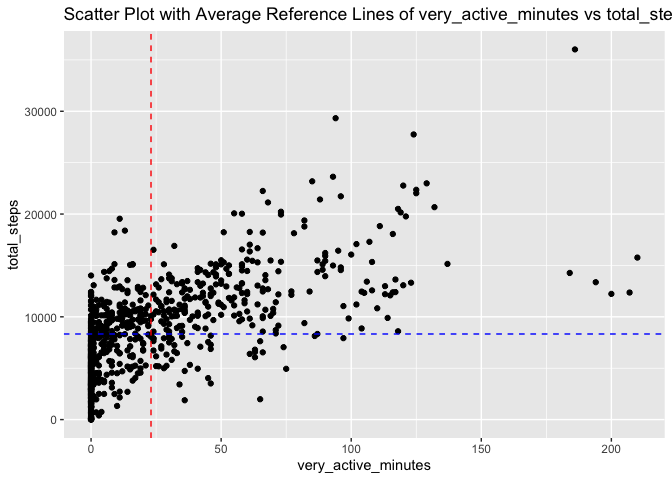 Scatter Plot with Average Reference Lines of very_active_minutes vs total_ste
30000
20000
10000
0
total_steps
0 50 100 150 200
very_active_minutes